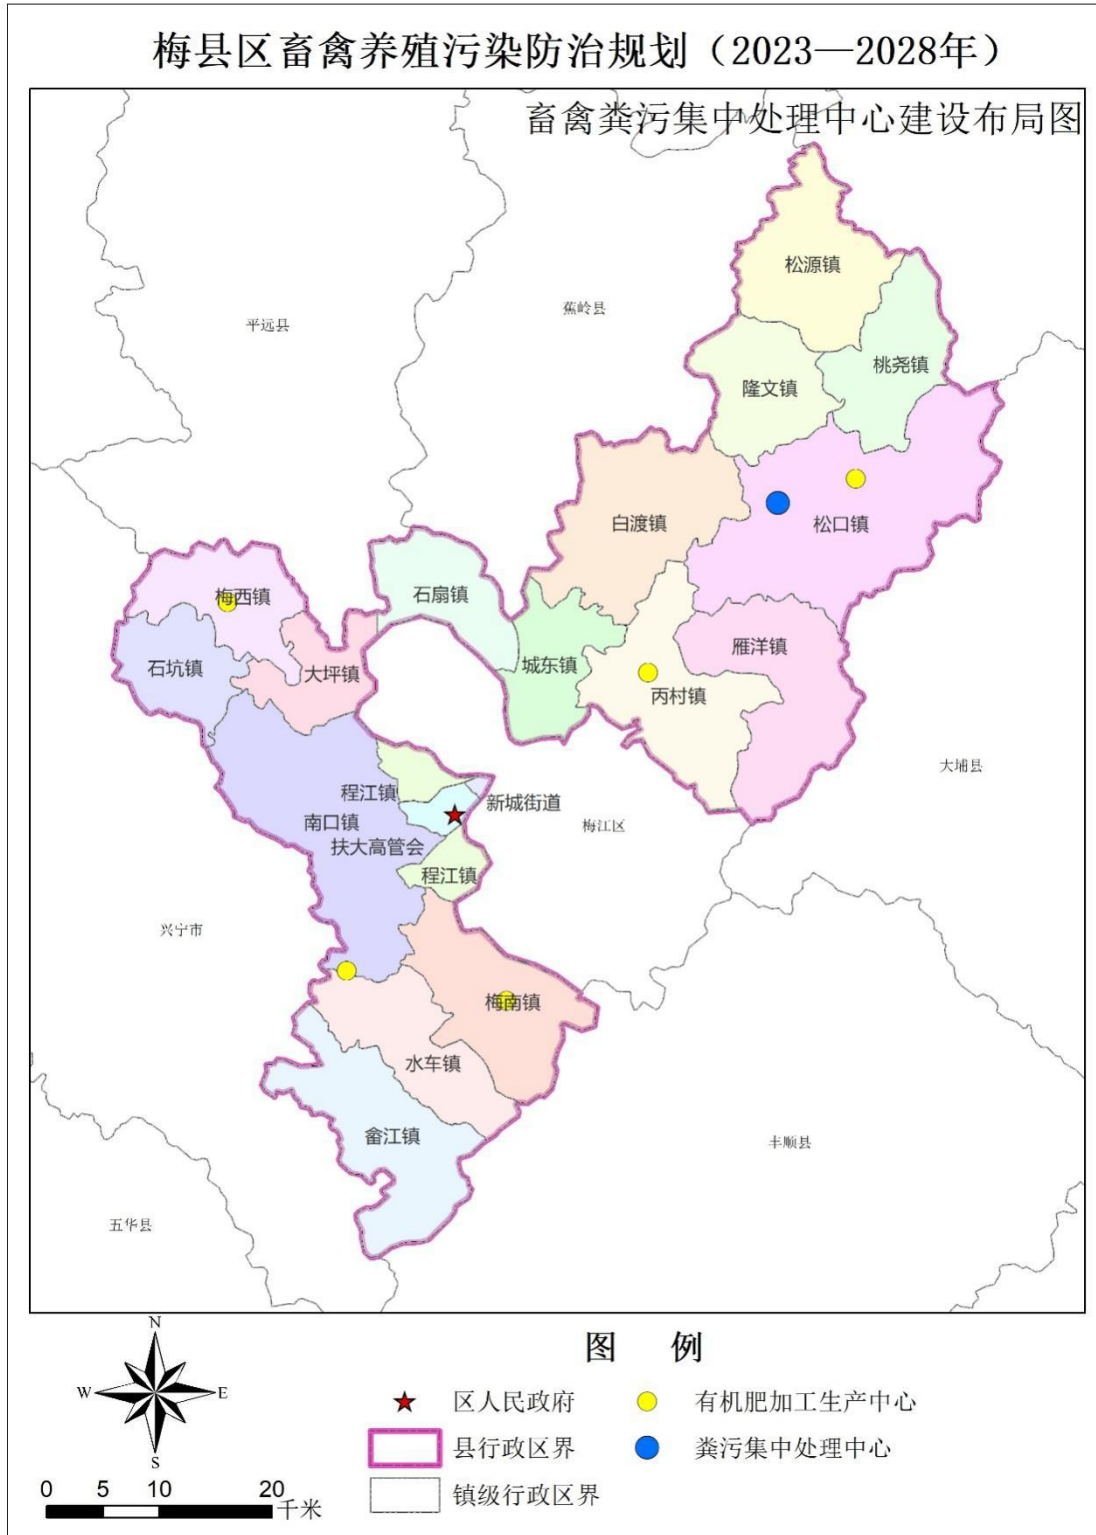 梅县区畜禽养殖污染防治规划（2023—2028年）
畜禽粪污集中处理中心建设布局图
松源镇
蕉岭县
平远县
桃尧镇
隆文镇
白渡镇
松口镇
石扇镇
梅西镇
雁洋镇
城东镇
石坑镇
大坪镇
丙村镇
大埔县
程江镇
新城街道
南口镇
梅江区
扶大高管会
程江镇
兴宁市
梅南镇
水车镇
畲江镇
丰顺县
五华县
N
W
E
S
图 例
区人民政府
有机肥加工生产中心
县行政区界
粪污集中处理中心
镇级行政区界
0 5 10 20
千米